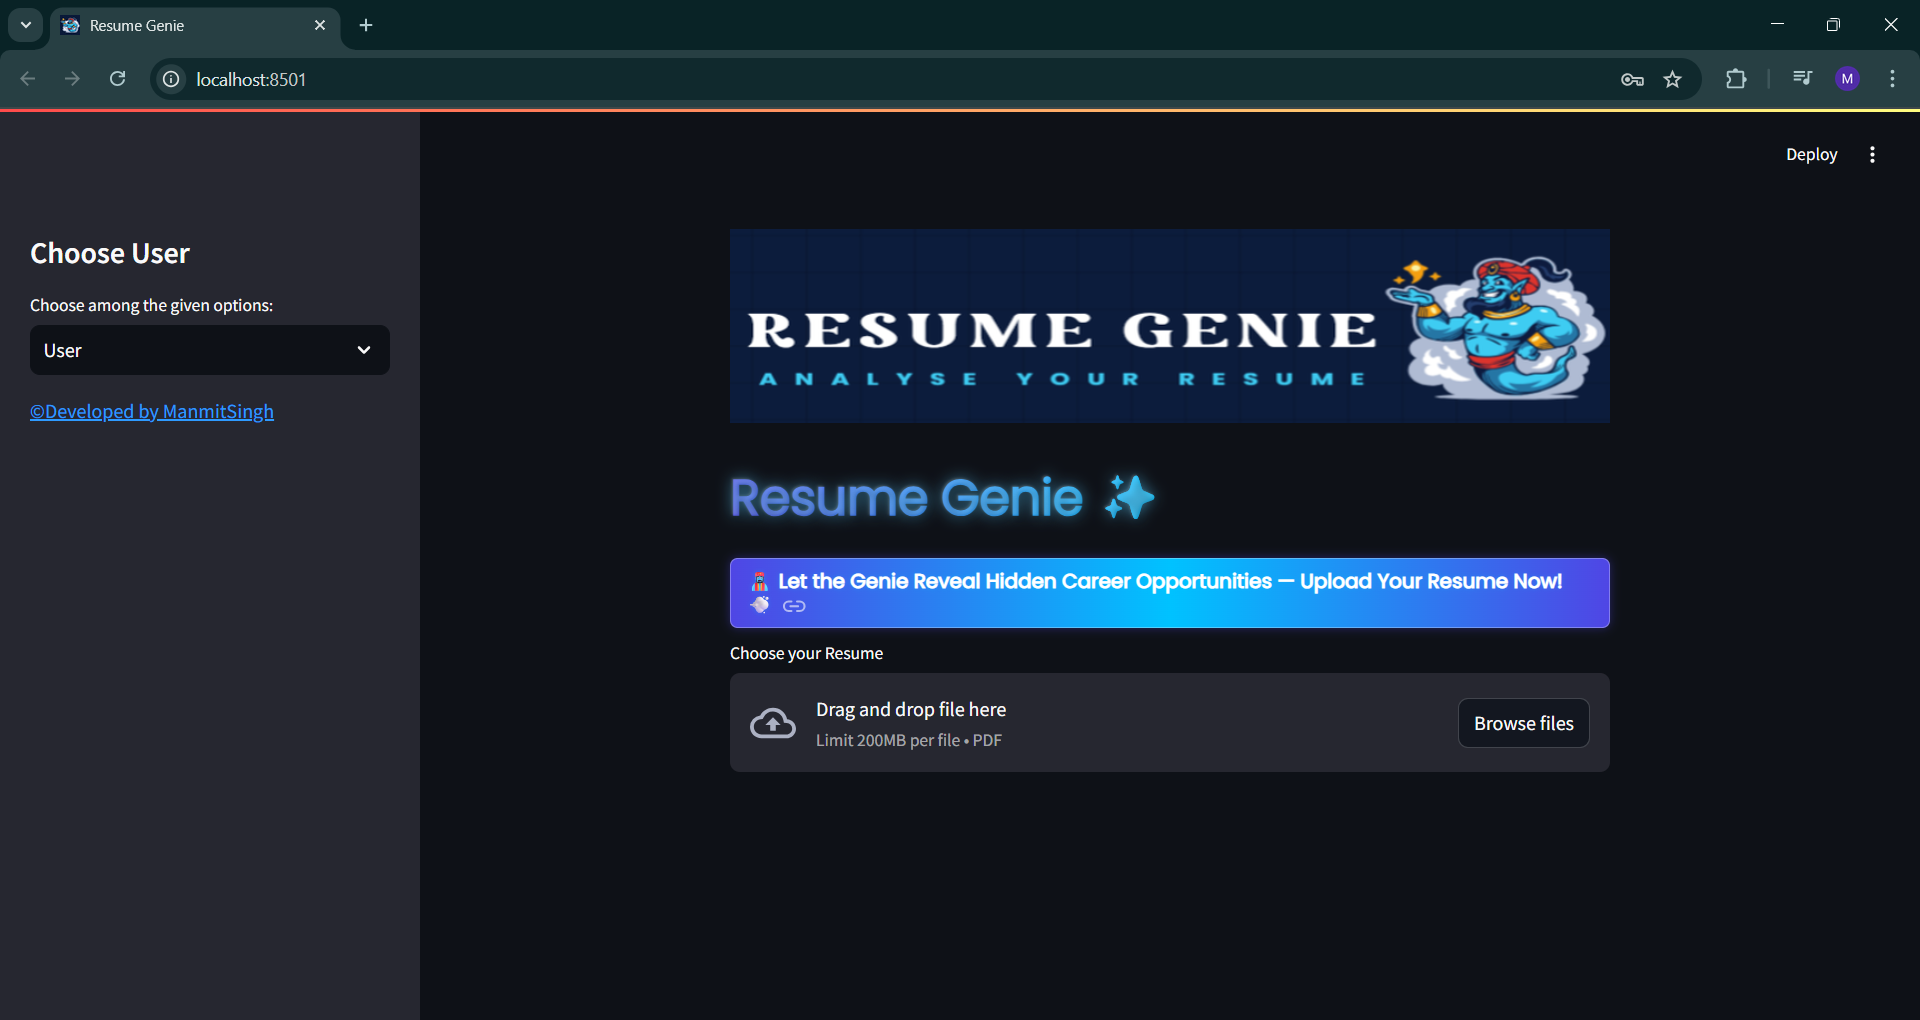 Resume Genie
localhost:8501
M
Deploy
Choose User
Choose among the given options:
User
©Developed by ManmitSingh
RESUME GENIE
ANALYSE YOUR RESUME
Resume Genie ✨
Let the Genie Reveal Hidden Career Opportunities — Upload Your Resume Now!
Choose your Resume
Drag and drop file here
Limit 200MB per file • PDF
Browse files